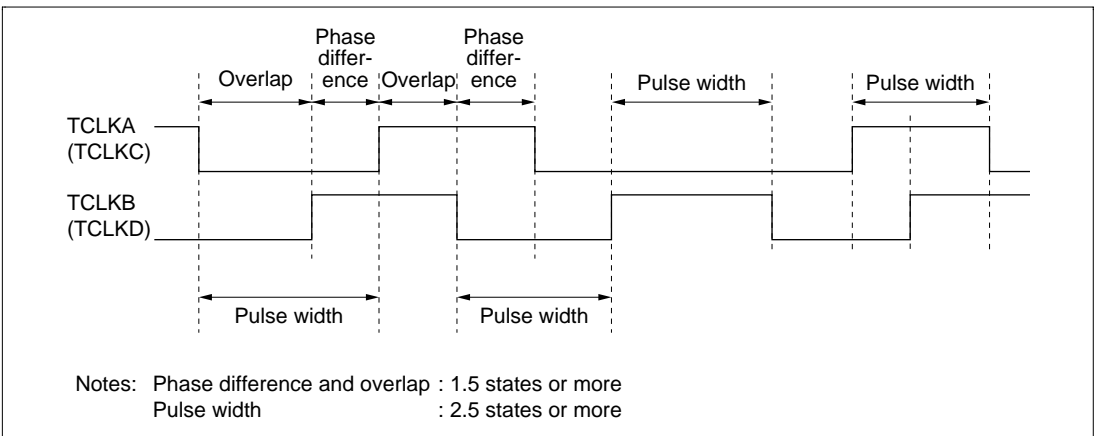 Phase
differ-
ence
Phase
differ-
ence
Overlap
Overlap
Pulse width
Pulse width
TCLKA
(TCLKC)
TCLKB
(TCLKD)
Pulse width
Pulse width
Notes: Phase difference and overlap : 1.5 states or more
Pulse width : 2.5 states or more